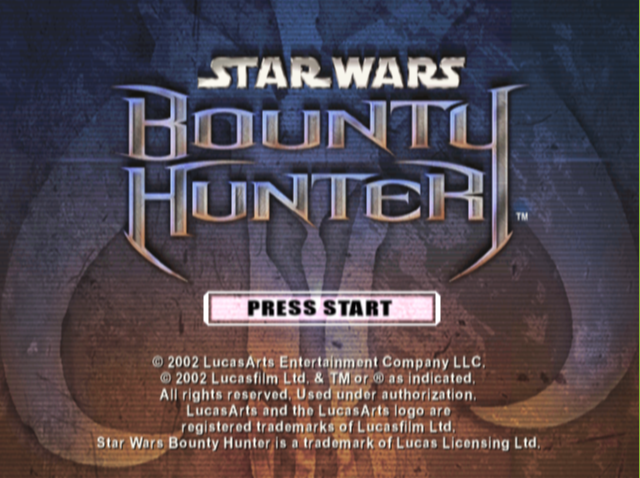 STAR WARS
BOUNTY
HUNTER
TM
PRESS START
© 2002 LucasArts Entertainment Company LLC.
© 2002 Lucasfilm Ltd. & TM or ® as indicated.
All rights reserved. Used under authorization.
LucasArts and the LucasArts logo are
registered trademarks of Lucasfilm Ltd.
Star Wars Bounty Hunter is a trademark of Lucas Licensing Ltd.